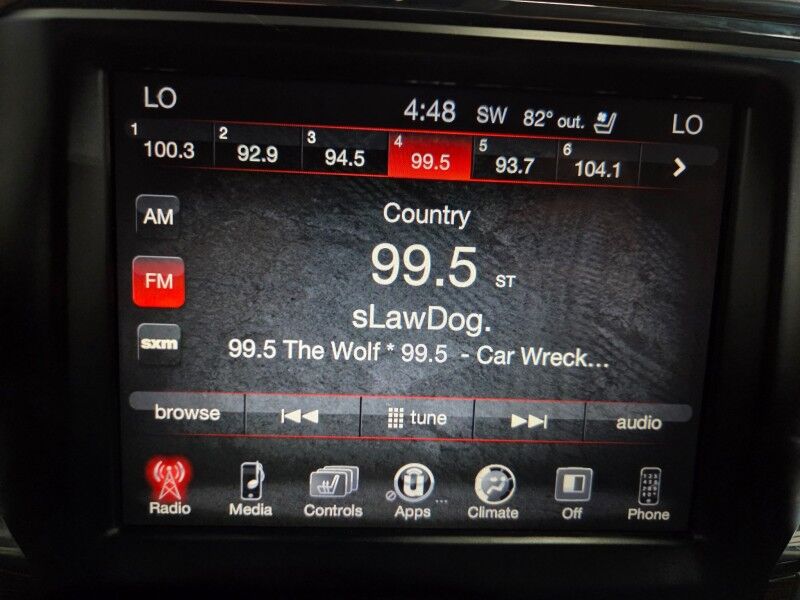 LO 4:48 SW 82° out. LO
1 100.3 2 92.9 3 94.5 4 99.5 5 93.7 6 104.1
AM
Country
FM
99.5 ST
sLawDog.
sxm
99.5 The Wolf * 99.5 - Car Wreck...
browse tune audio
Radio Media Controls Apps ... Climate Off Phone